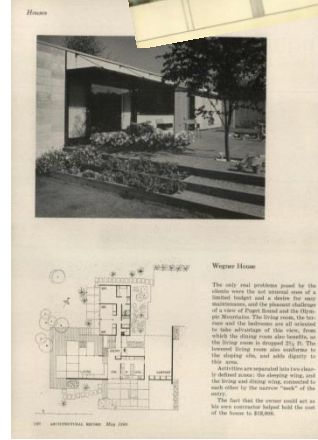 Houses
Wegner House
The only real problems posed by the
clients were the not unusual ones of a
limited budget and a desire for easy
maintenance, and the pleasant challenge
of a view of Puget Sound and the Olym-
pic Mountains. The living room, the ter-
race and the bedrooms are all oriented
to take advantage of this view, from
which the dining room also benefits, as
the living room is dropped 2½ ft. The
lowered living room also conforms to
the sloping site, and adds dignity to
this area.
Activities are separated into two clear-
ly defined zones: the sleeping wing, and
the living and dining wing, connected to
each other by the narrow "neck" of the
entry.
The fact that the owner could act as
his own contractor helped hold the cost
of the house to $18,000.
ARCHITECTURAL RECORD May